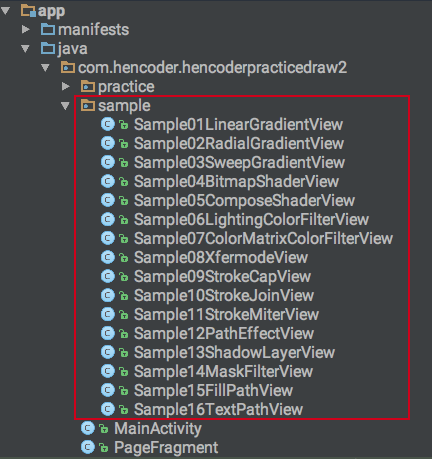 app
manifests
java
com.hencoder.hencoderpracticedraw2
practice
sample
Sample01LinearGradientView
Sample02RadialGradientView
Sample03SweepGradientView
Sample04BitmapShaderView
Sample05ComposeShaderView
Sample06LightingColorFilterView
Sample07ColorMatrixColorFilterView
Sample08XfermodeView
Sample09StrokeCapView
Sample10StrokeJoinView
Sample11StrokeMiterView
Sample12PathEffectView
Sample13ShadowLayerView
Sample14MaskFilterView
Sample15FillPathView
Sample16TextPathView
MainActivity
PageFragment